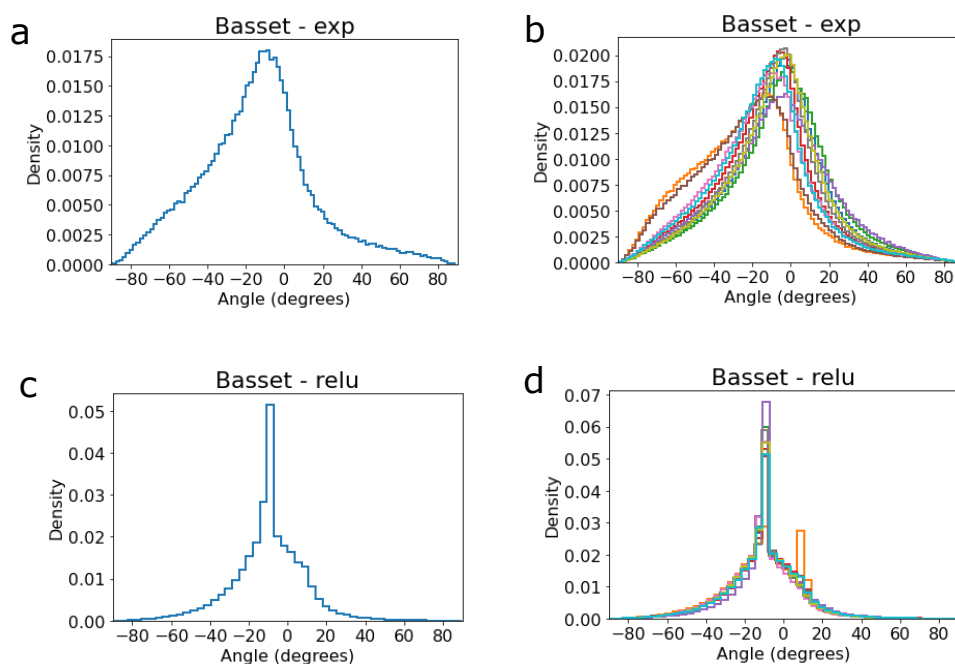 a
Basset - exp
0.0175
0.0150
0.0125
0.0100
0.0075
0.0050
0.0025
0.0000
Density
−80 −60 −40 −20 0 20 40 60 80
Angle (degrees)
b
Basset - exp
0.0200
0.0175
0.0150
0.0125
0.0100
0.0075
0.0050
0.0025
0.0000
Density
−80 −60 −40 −20 0 20 40 60 80
Angle (degrees)
c
Basset - relu
0.05
0.04
0.03
0.02
0.01
0.00
Density
−80 −60 −40 −20 0 20 40 60 80
Angle (degrees)
d
Basset - relu
0.07
0.06
0.05
0.04
0.03
0.02
0.01
0.00
Density
−80 −60 −40 −20 0 20 40 60 80
Angle (degrees)